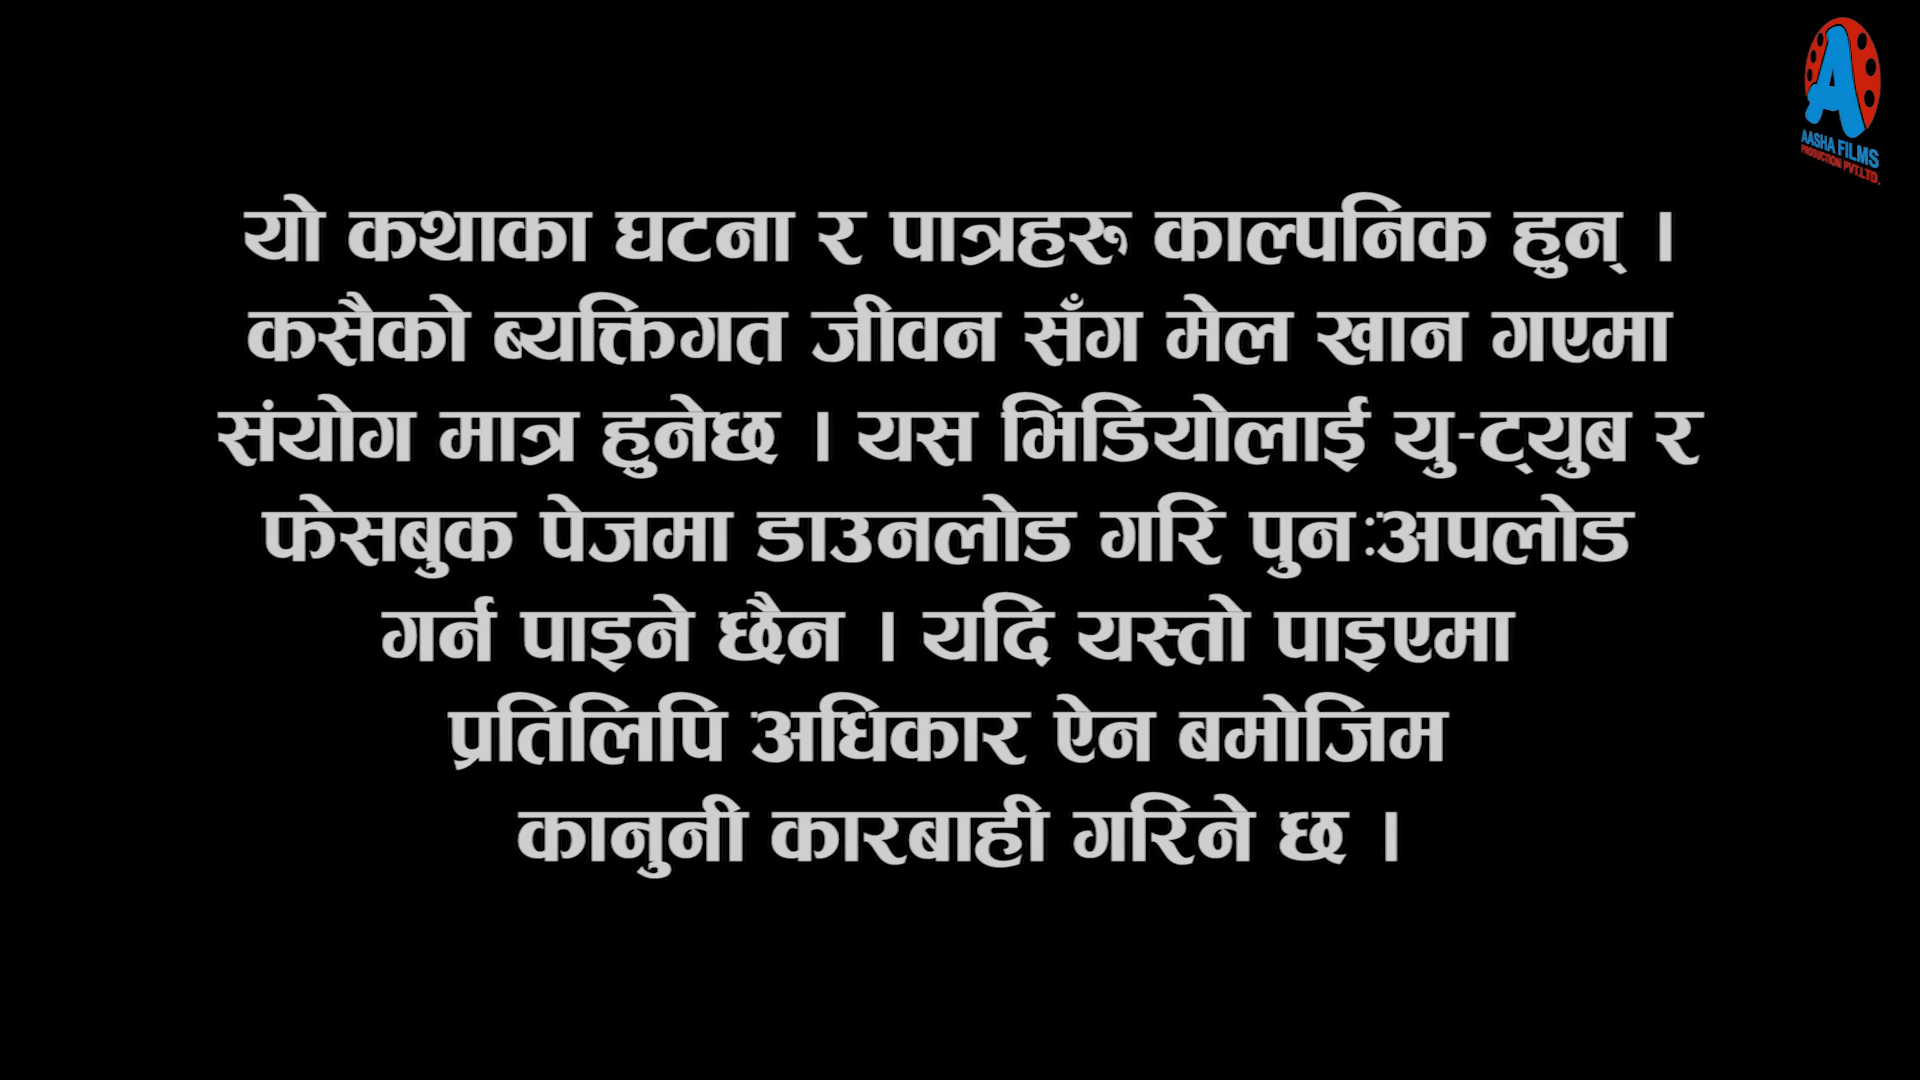 AASHA FILMS
PRODUCTION PVT.LTD.
यो कथाका घटना र पात्रहरु काल्पनिक हुन् ।
कसैको ब्यक्तिगत जीवन सँग मेल खान गएमा
संयोग मात्र हुनेछ । यस भिडियोलाई यु-ट्युब र
फेसबुक पेजमा डाउनलोड गरि पुनःअपलोड
गर्न पाइने छैन । यदि यस्तो पाइएमा
प्रतिलिपि अधिकार ऐन बमोजिम
कानुनी कारबाही गरिने छ ।